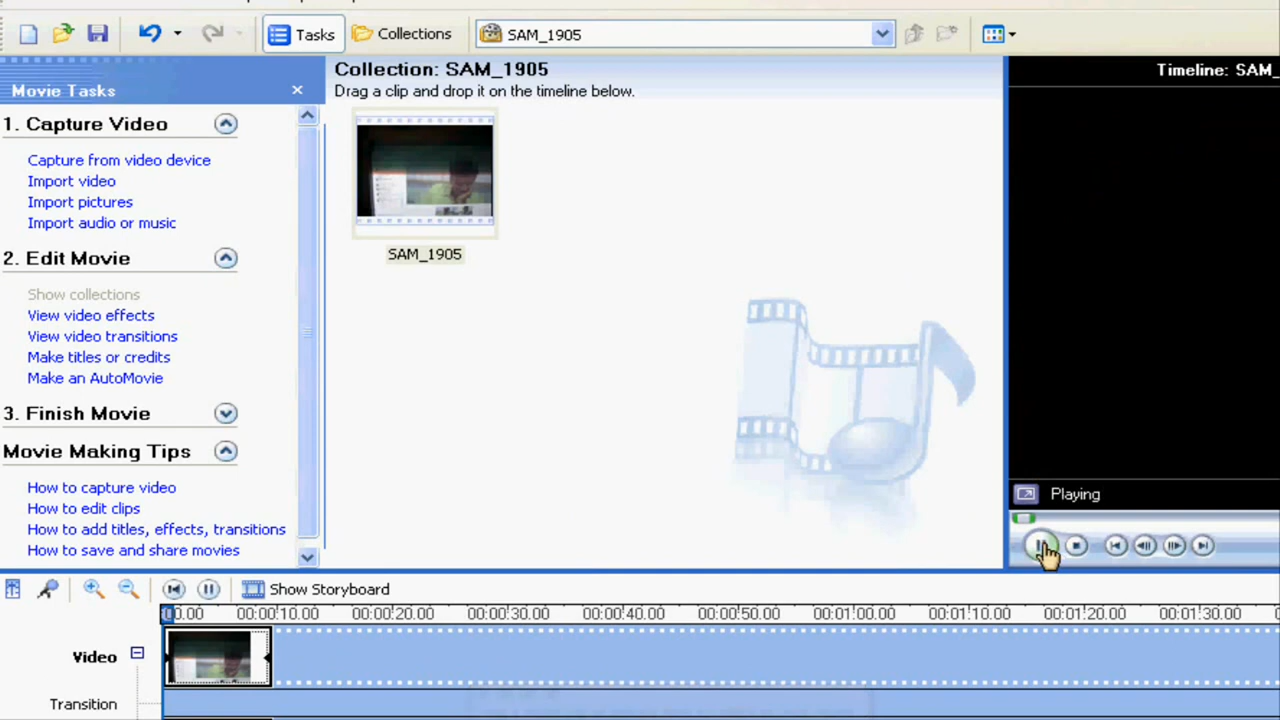 Tasks
Collections
SAM_1905
Movie Tasks
Collection: SAM_1905
Drag a clip and drop it on the timeline below.
Timeline: SAM_
1. Capture Video
Capture from video device
Import video
Import pictures
Import audio or music
SAM_1905
2. Edit Movie
Show collections
View video effects
View video transitions
Make titles or credits
Make an AutoMovie
3. Finish Movie
Movie Making Tips
How to capture video
How to edit clips
How to add titles, effects, transitions
How to save and share movies
Playing
Show Storyboard
0.00 00:00:10.00 00:00:20.00 00:00:30.00 00:00:40.00 00:00:50.00 00:01:00.00 00:01:10.00 00:01:20.00 00:01:30.00
Video
Transition